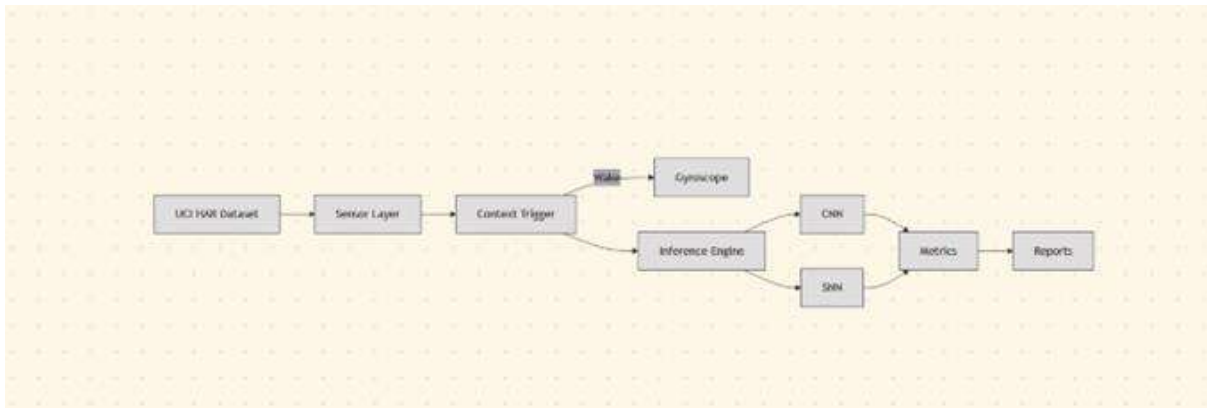 UCI HAR Dataset
Sensor Layer
Context Trigger
Wake
Gyroscope
Inference Engine
CNN
SNN
Metrics
Reports